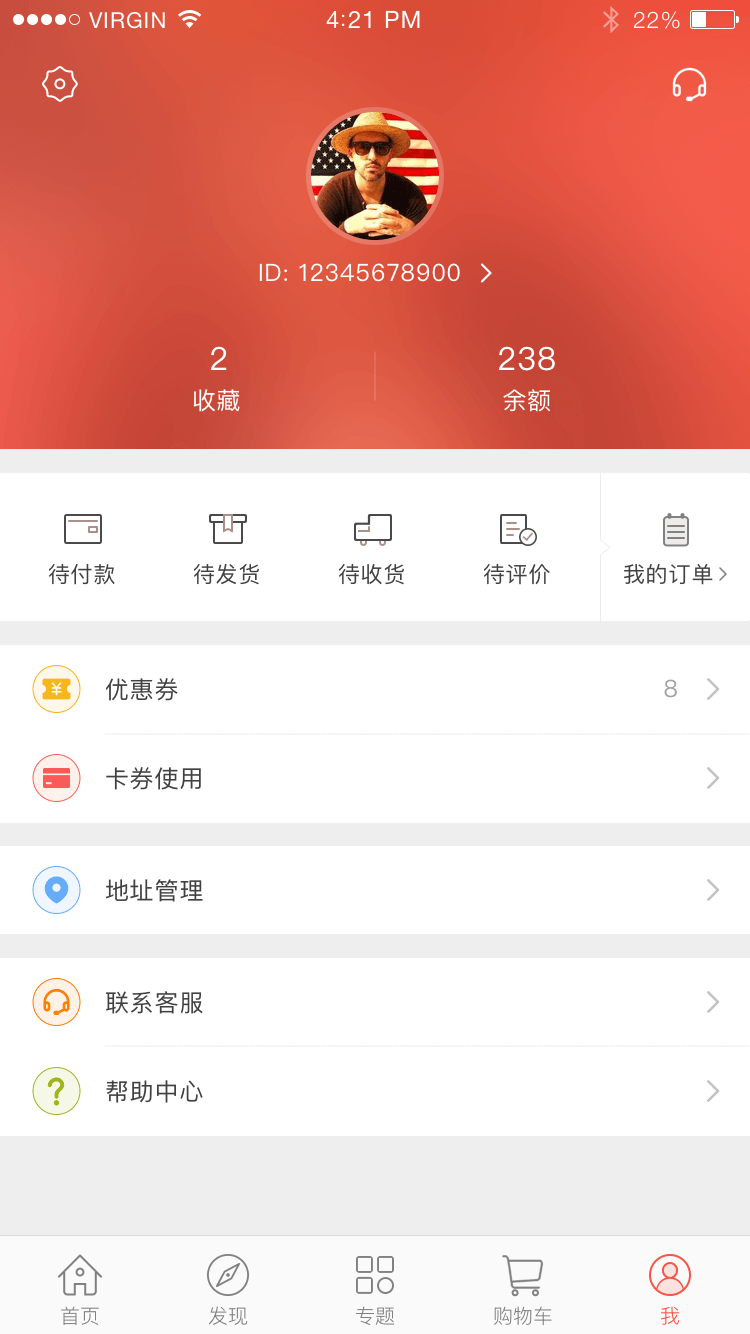 VIRGIN 4:21 PM 22%
ID: 12345678900
2 238
收藏 余额
待付款 待发货 待收货 待评价 我的订单
优惠券 8
卡券使用
地址管理
联系客服
帮助中心
首页 发现 专题 购物车 我